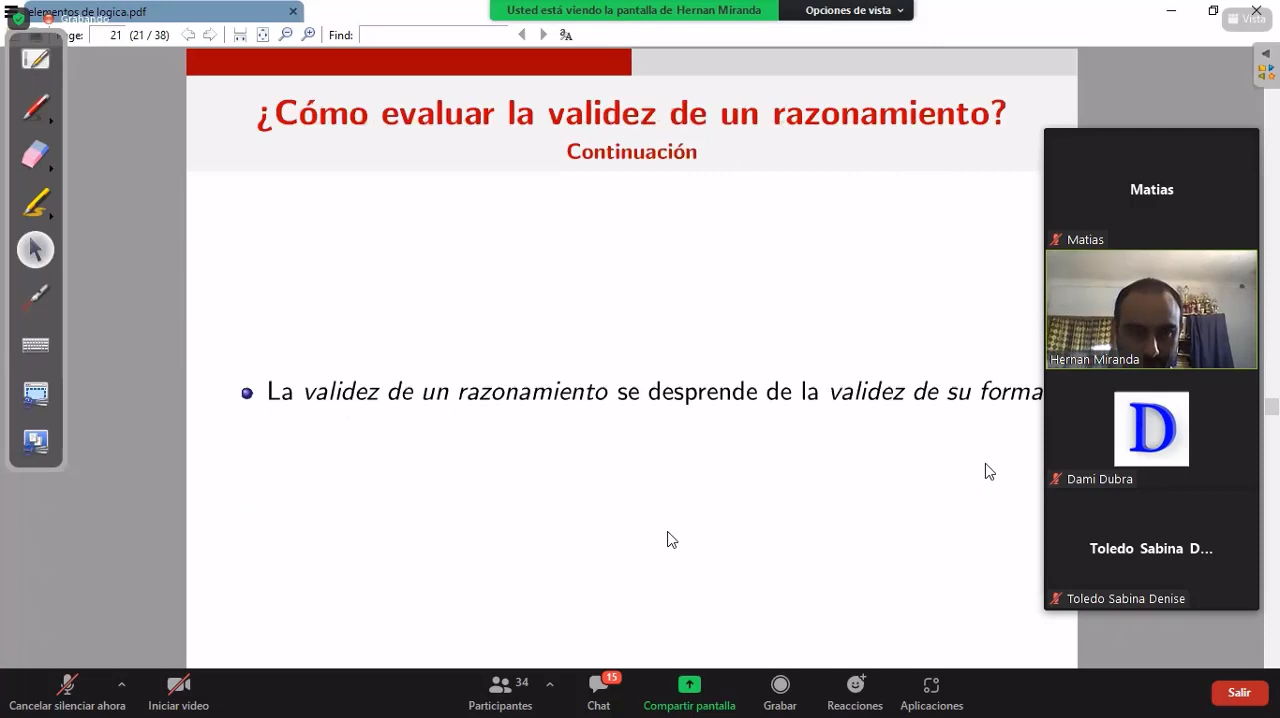 elementos de logica.pdf
Grabando
Usted está viendo la pantalla de Hernan Miranda
Opciones de vista
Vista
21 (21 / 38)
Find:
¿Cómo evaluar la validez de un razonamiento?
Continuación
La validez de un razonamiento se desprende de la validez de su forma
Matias
Matias
Hernan Miranda
D
Dami Dubra
Toledo Sabina D...
Toledo Sabina Denise
Cancelar silenciar ahora
Iniciar video
34
Participantes
15
Chat
Compartir pantalla
Grabar
Reacciones
Aplicaciones
Salir